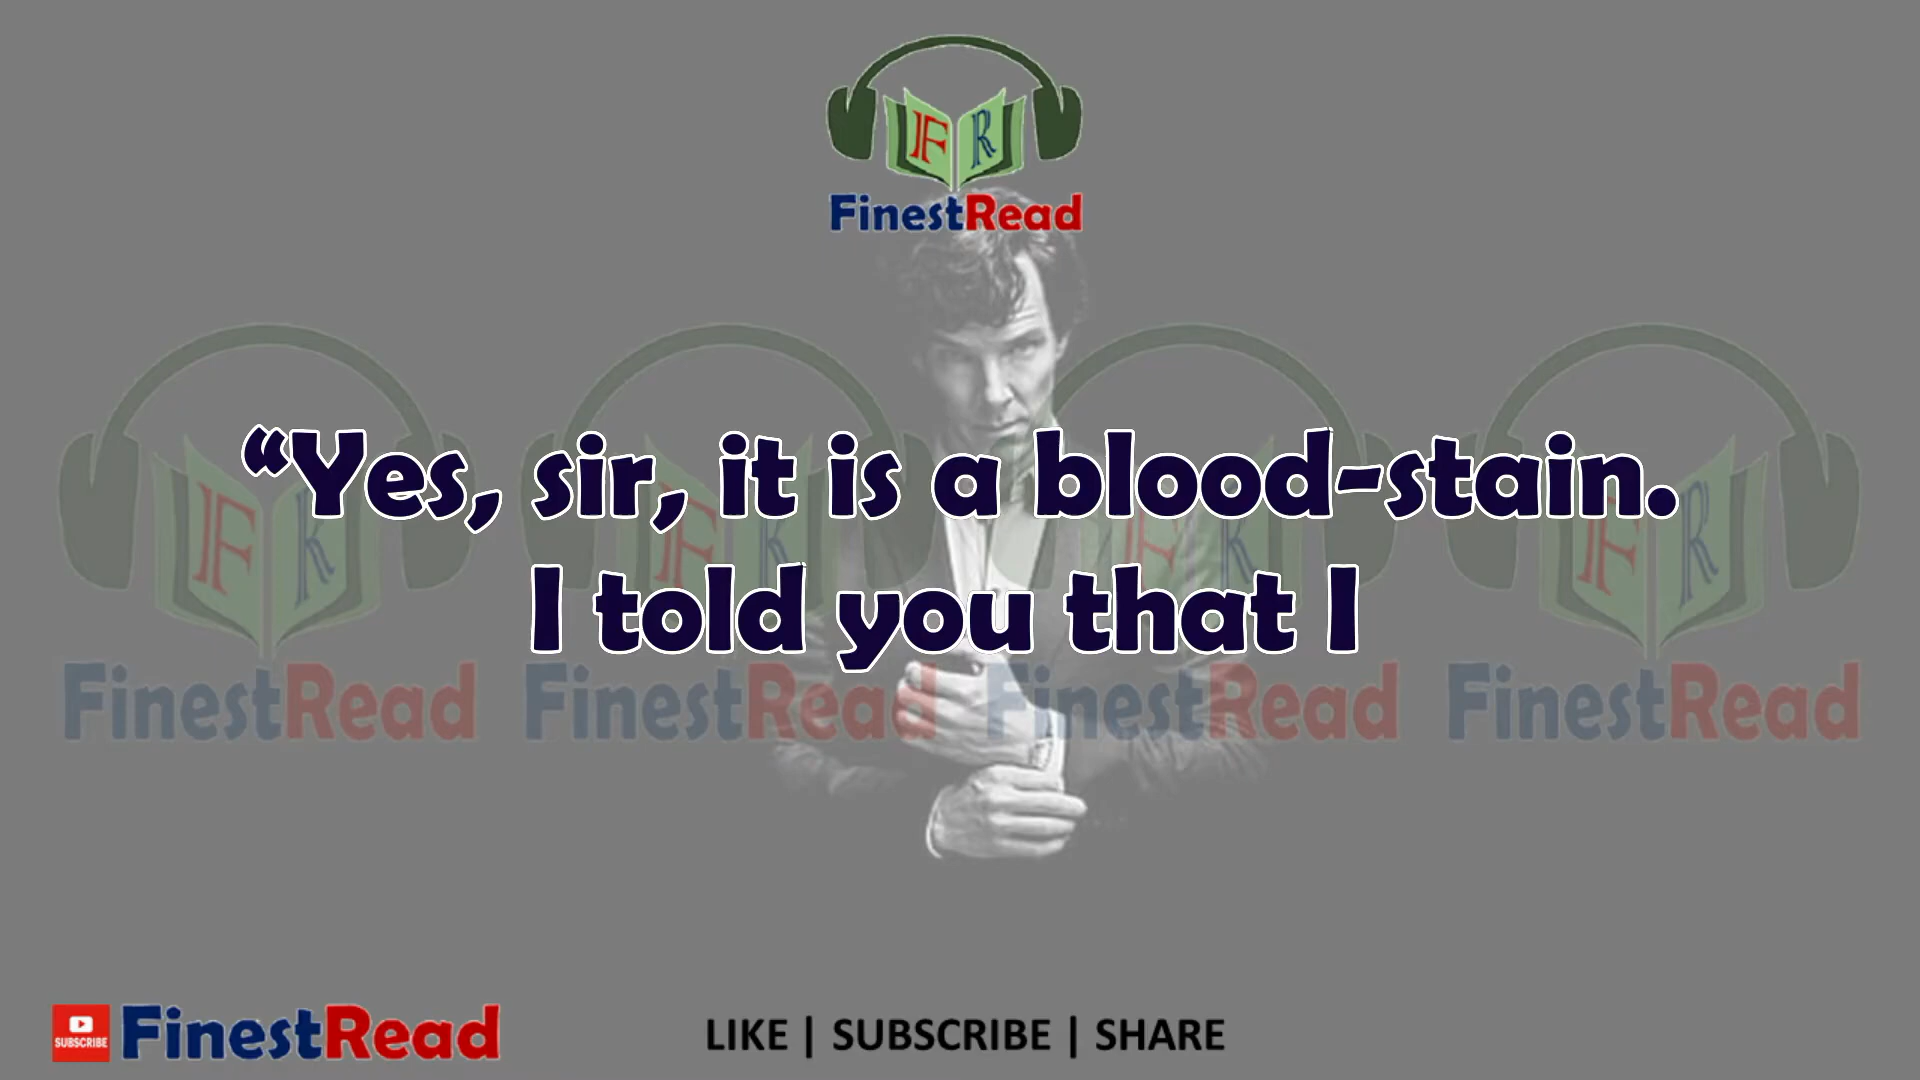 F R
FinestRead
“Yes, sir, it is a blood-stain.
I told you that I
F R
F R
F R
F R
FinestRead FinestRead FinestRead FinestRead
SUBSCRIBE FinestRead
LIKE | SUBSCRIBE | SHARE